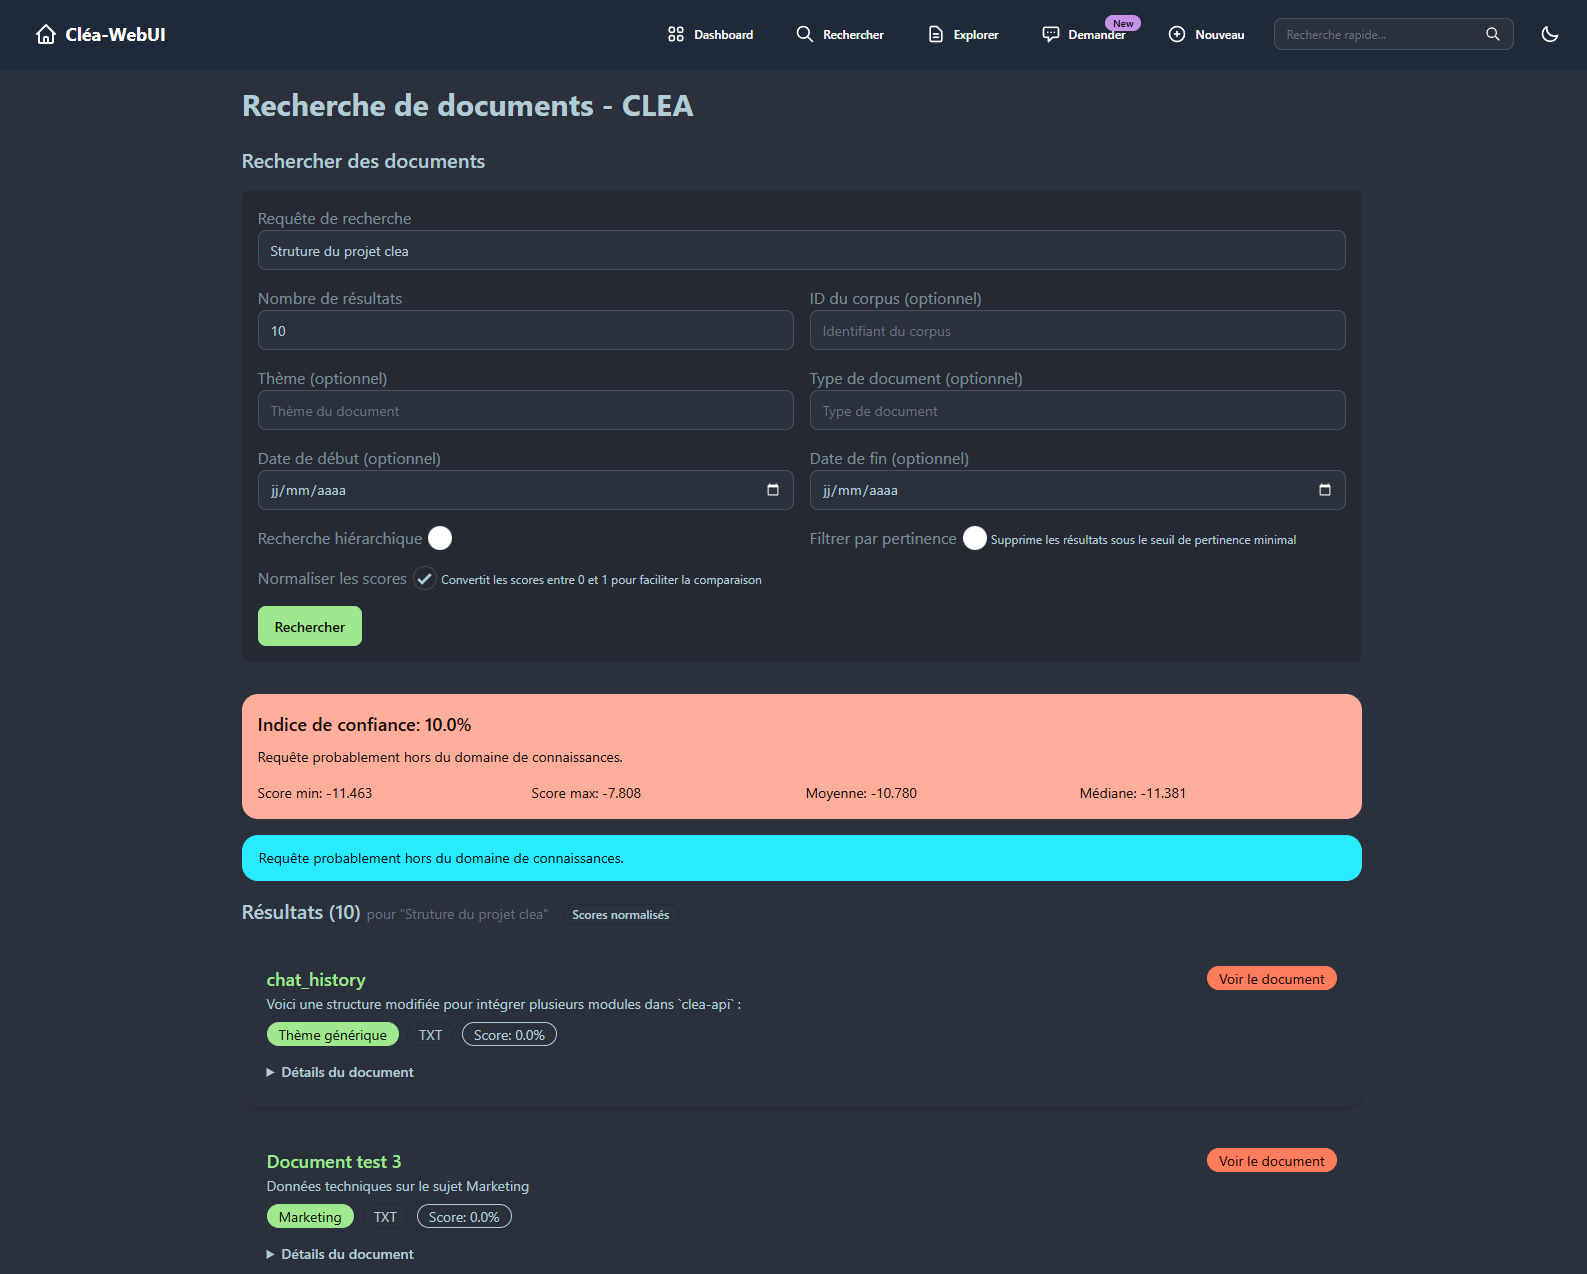 Cléa-WebUI
Dashboard
Rechercher
Explorer
Demander
New
Nouveau
Recherche rapide...
Recherche de documents - CLEA
Rechercher des documents
Requête de recherche
Struture du projet clea
Nombre de résultats
ID du corpus (optionnel)
10
Identifiant du corpus
Thème (optionnel)
Type de document (optionnel)
Thème du document
Type de document
Date de début (optionnel)
Date de fin (optionnel)
jj/mm/aaaa
jj/mm/aaaa
Recherche hiérarchique
Filtrer par pertinence
Supprime les résultats sous le seuil de pertinence minimal
Normaliser les scores
Convertit les scores entre 0 et 1 pour faciliter la comparaison
Rechercher
Indice de confiance: 10.0%
Requête probablement hors du domaine de connaissances.
Score min: -11.463
Score max: -7.808
Moyenne: -10.780
Médiane: -11.381
Requête probablement hors du domaine de connaissances.
Résultats (10) pour "Struture du projet clea"
Scores normalisés
chat_history
Voir le document
Voici une structure modifiée pour intégrer plusieurs modules dans `clea-api` :
Thème générique
TXT
Score: 0.0%
Détails du document
Document test 3
Voir le document
Données techniques sur le sujet Marketing
Marketing
TXT
Score: 0.0%
Détails du document